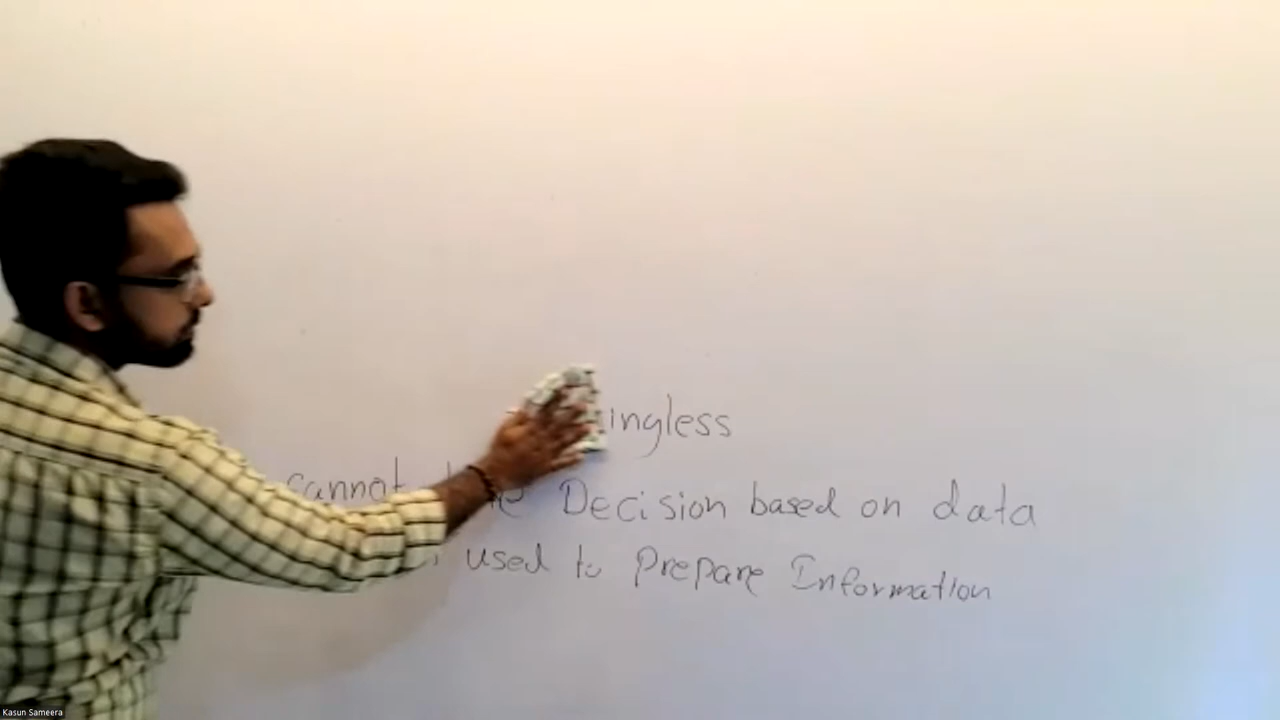 ingless
cannot Decision based on data
used to Prepare Information
Kasun Sameera